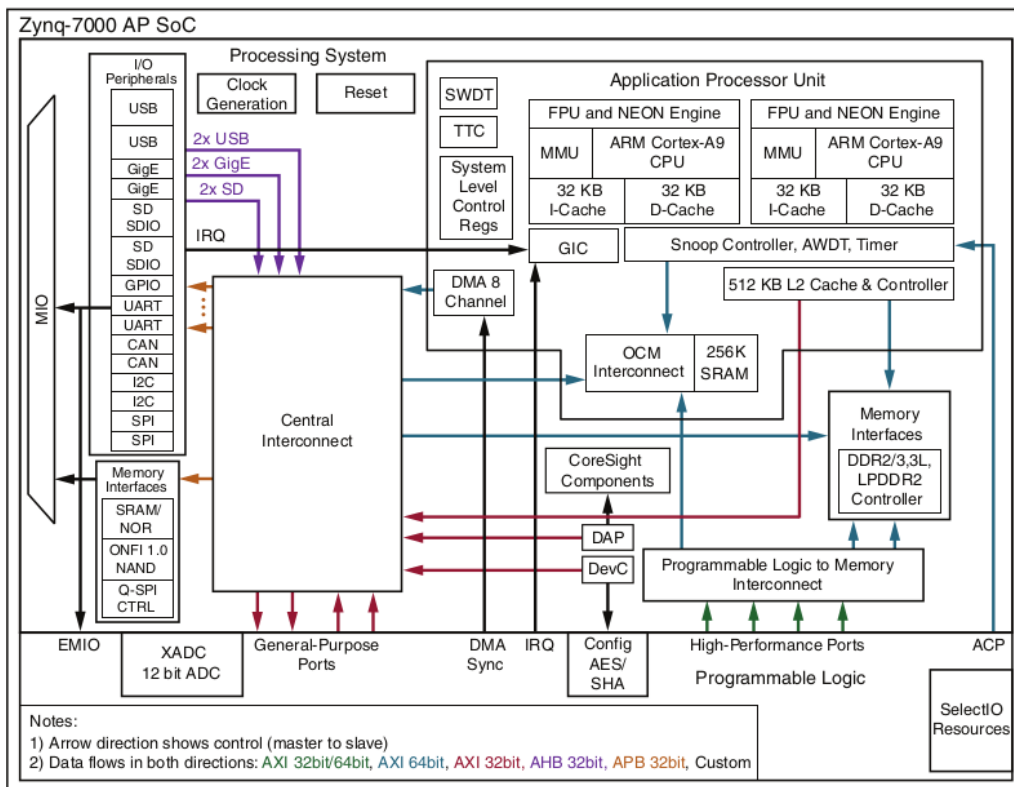 Zynq-7000 AP SoC
I/O
Peripherals
USB
USB
GigE
GigE
SD
SDIO
SD
SDIO
GPIO
UART
UART
CAN
CAN
I2C
I2C
SPI
SPI
MIO
Memory
Interfaces
SRAM/
NOR
ONFI 1.0
NAND
Q-SPI
CTRL
Processing System
Clock
Generation
Reset
2x USB
2x GigE
2x SD
IRQ
Central
Interconnect
Application Processor Unit
SWDT
TTC
System
Level
Control
Regs
FPU and NEON Engine
MMU
ARM Cortex-A9
CPU
32 KB
I-Cache
32 KB
D-Cache
FPU and NEON Engine
MMU
ARM Cortex-A9
CPU
32 KB
I-Cache
32 KB
D-Cache
GIC
Snoop Controller, AWDT, Timer
DMA 8
Channel
512 KB L2 Cache & Controller
OCM
Interconnect
256K
SRAM
Memory
Interfaces
DDR2/3,3L,
LPDDR2
Controller
CoreSight
Components
DAP
DevC
Programmable Logic to Memory
Interconnect
EMIO
XADC
12 bit ADC
General-Purpose
Ports
DMA
Sync
IRQ
Config
AES/
SHA
High-Performance Ports
ACP
Programmable Logic
SelectIO
Resources
Notes:
1) Arrow direction shows control (master to slave)
2) Data flows in both directions: AXI 32bit/64bit, AXI 64bit, AXI 32bit, AHB 32bit, APB 32bit, Custom